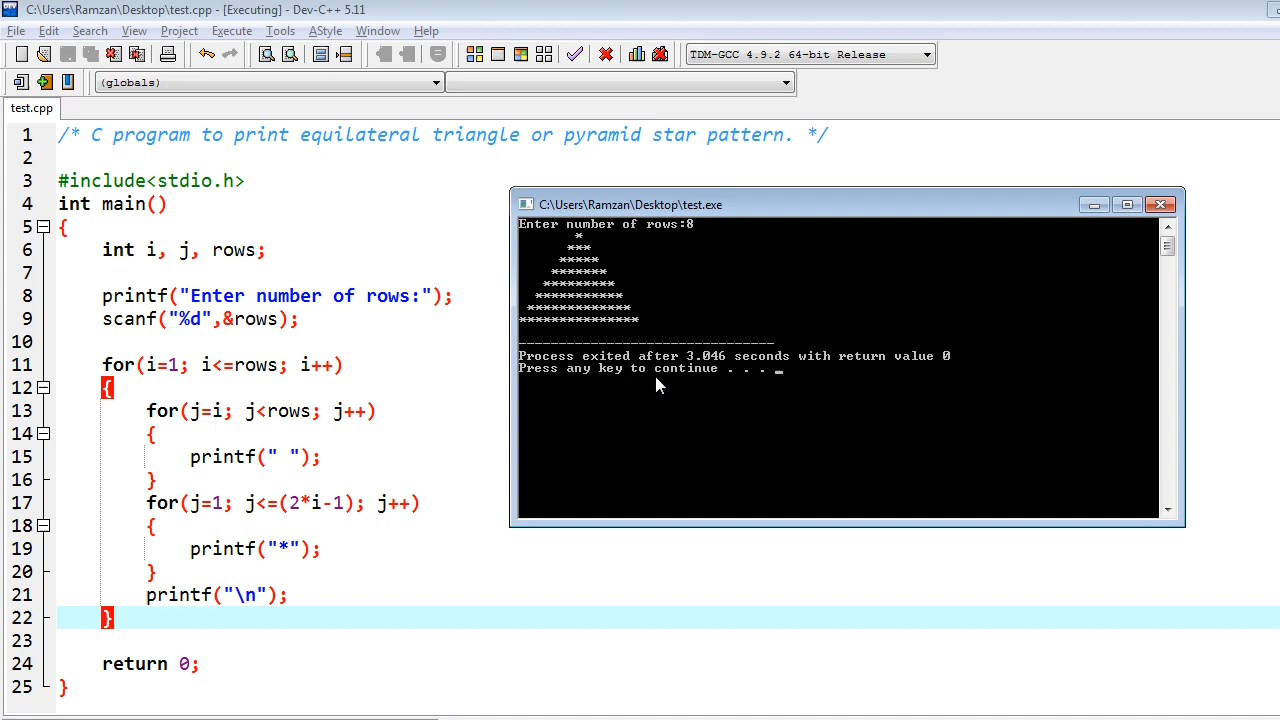 C:\Users\Ramzan\Desktop\test.cpp - [Executing] - Dev-C++ 5.11
File Edit Search View Project Execute Tools AStyle Window Help
TDM-GCC 4.9.2 64-bit Release
(globals)
test.cpp
1 /* C program to print equilateral triangle or pyramid star pattern. */
2
3 #include<stdio.h>
4 int main()
5 {
6 int i, j, rows;
7
8 printf("Enter number of rows:");
9 scanf("%d",&rows);
10
11 for(i=1; i<=rows; i++)
12 {
13 for(j=i; j<rows; j++)
14 {
15 printf(" ");
16 }
17 for(j=1; j<=(2*i-1); j++)
18 {
19 printf("*");
20 }
21 printf("\n");
22 }
23
24 return 0;
25 }
C:\Users\Ramzan\Desktop\test.exe
Enter number of rows:8
       *
      ***
     *****
    *******
   *********
  ***********
 *************
***************
--------------------------------
Process exited after 3.046 seconds with return value 0
Press any key to continue . . . _